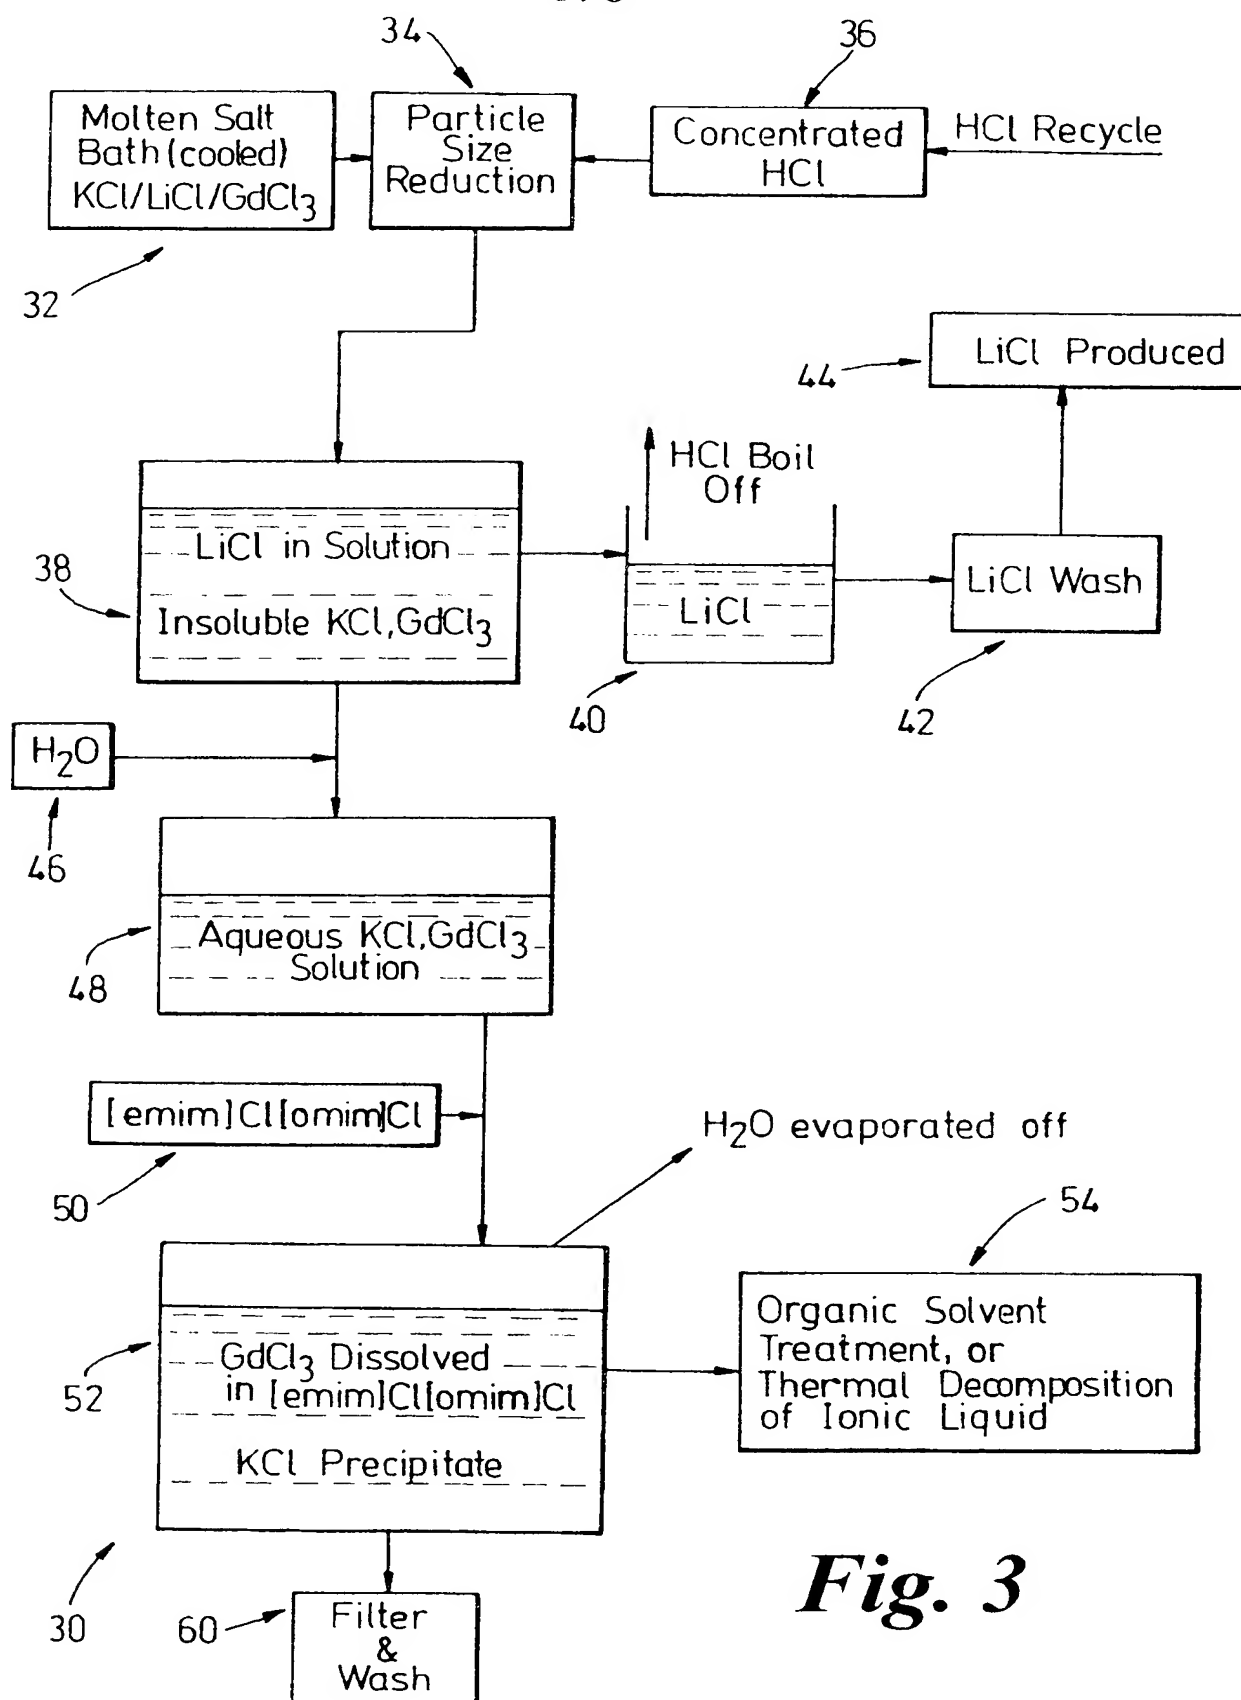 34
36
Molten Salt
Bath (cooled)
KCl/LiCl/GdCl3
Particle
Size
Reduction
Concentrated
HCl
HCl Recycle
32
44
LiCl Produced
HCl Boil
Off
38
LiCl in Solution
Insoluble KCl,GdCl3
LiCl
LiCl Wash
40
42
H2O
46
Aqueous KCl,GdCl3
Solution
48
[emim]Cl[omim]Cl
H2O evaporated off
50
54
52
GdCl3 Dissolved
in [emim]Cl[omim]Cl
KCl Precipitate
Organic Solvent
Treatment, or
Thermal Decomposition
of Ionic Liquid
30
60
Filter
&
Wash
Fig. 3